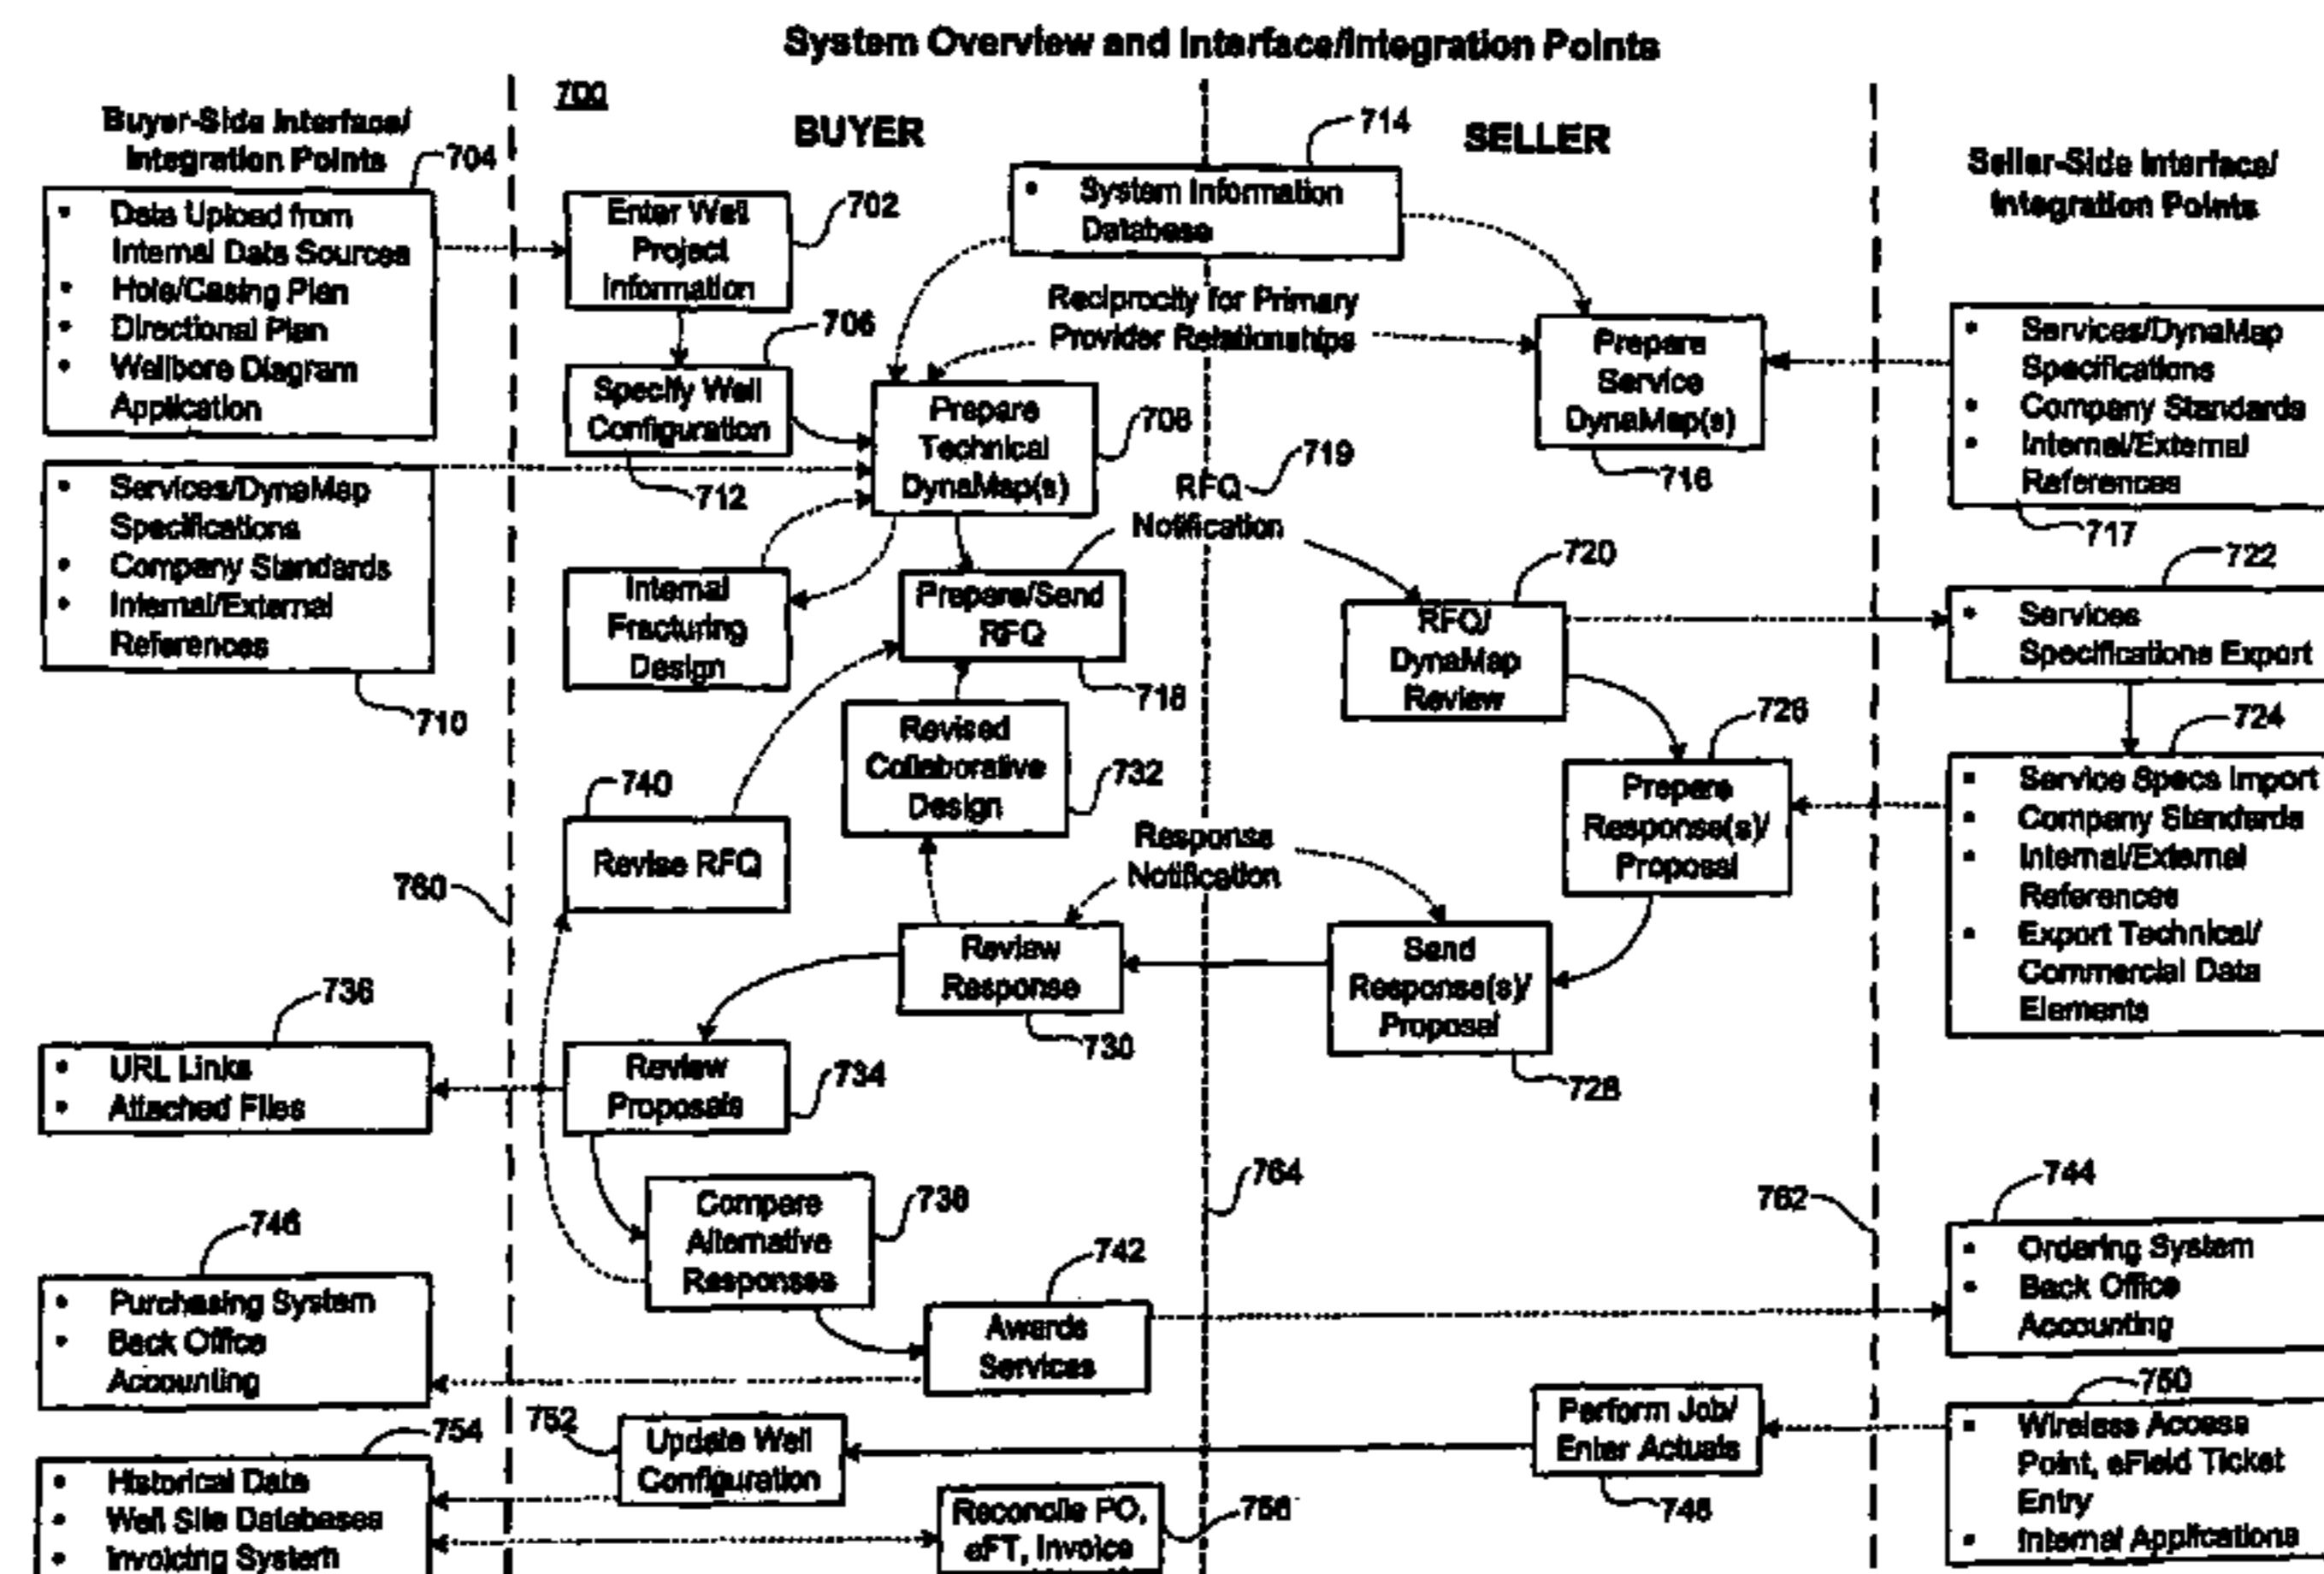 System Overview and Interface/Integration Points
700
Buyer-Side Interface/
Integration Points
704
Data Upload from
Internal Data Sources
Hole/Casing Plan
Directional Plan
Wellbore Diagram
Application
Services/DynaMap
Specifications
Company Standards
Internal/External
References
710
760
736
URL Links
Attached Files
746
Purchasing System
Back Office
Accounting
754
Historical Data
Well Site Databases
Invoicing System
BUYER
Enter Well
Project
Information
702
706
Specify Well
Configuration
712
Prepare
Technical
DynaMap(s)
708
Internal
Fracturing
Design
Prepare/Send
RFQ
718
Revised
Collaborative
Design
732
740
Revise RFQ
Review
Response
730
Review
Proposals
734
Compare
Alternative
Responses
738
742
Awards
Services
752
Update Well
Configuration
Reconcile PO,
eFT, Invoice
756
714
System Information
Database
Reciprocity for Primary
Provider Relationships
719
RFQ
Notification
Response
Notification
764
SELLER
Prepare
Service
DynaMap(s)
716
720
RFQ/
DynaMap
Review
726
Prepare
Response(s)/
Proposal
Send
Response(s)/
Proposal
728
762
Perform Job/
Enter Actuals
748
Seller-Side Interface/
Integration Points
Services/DynaMap
Specifications
Company Standards
Internal/External
References
717
722
Services
Specifications Export
724
Service Specs Import
Company Standards
Internal/External
References
Export Technical/
Commercial Data
Elements
744
Ordering System
Back Office
Accounting
750
Wireless Access
Point, eField Ticket
Entry
Internal Applications